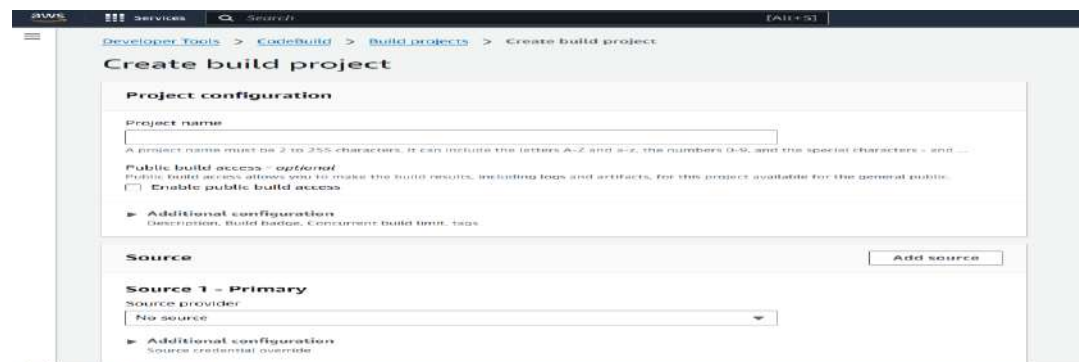 aws Services Search [Alt+S]
Developer Tools > CodeBuild > Build projects > Create build project
Create build project
Project configuration
Project name
A project name must be 2 to 255 characters. It can include the letters A-Z and a-z, the numbers 0-9, and the special characters - and _.
Public build access - optional
Public build access allows you to make the build results, including logs and artifacts, for this project available for the general public.
Enable public build access
Additional configuration
Description, Build Badge, Concurrent build limit, tags
Source
Add source
Source 1 - Primary
Source provider
No source
Additional configuration
Source credential override